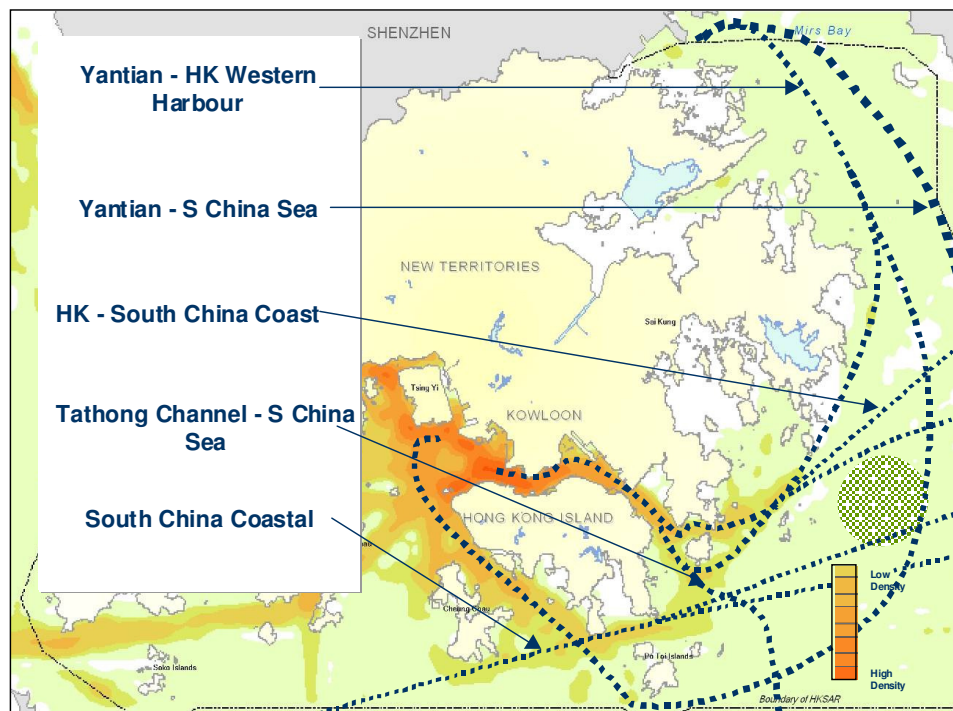 SHENZHEN
Mirs Bay
Yantian - HK Western
Harbour
Yantian - S China Sea
NEW TERRITORIES
HK - South China Coast
Sai Kung
Tsing Yi
Tathong Channel - S China
Sea
KOWLOON
South China Coastal
HONG KONG ISLAND
Low
Density
Cheung Chau
Soko Islands
Po Toi Islands
High
Density
Boundary of HKSAR